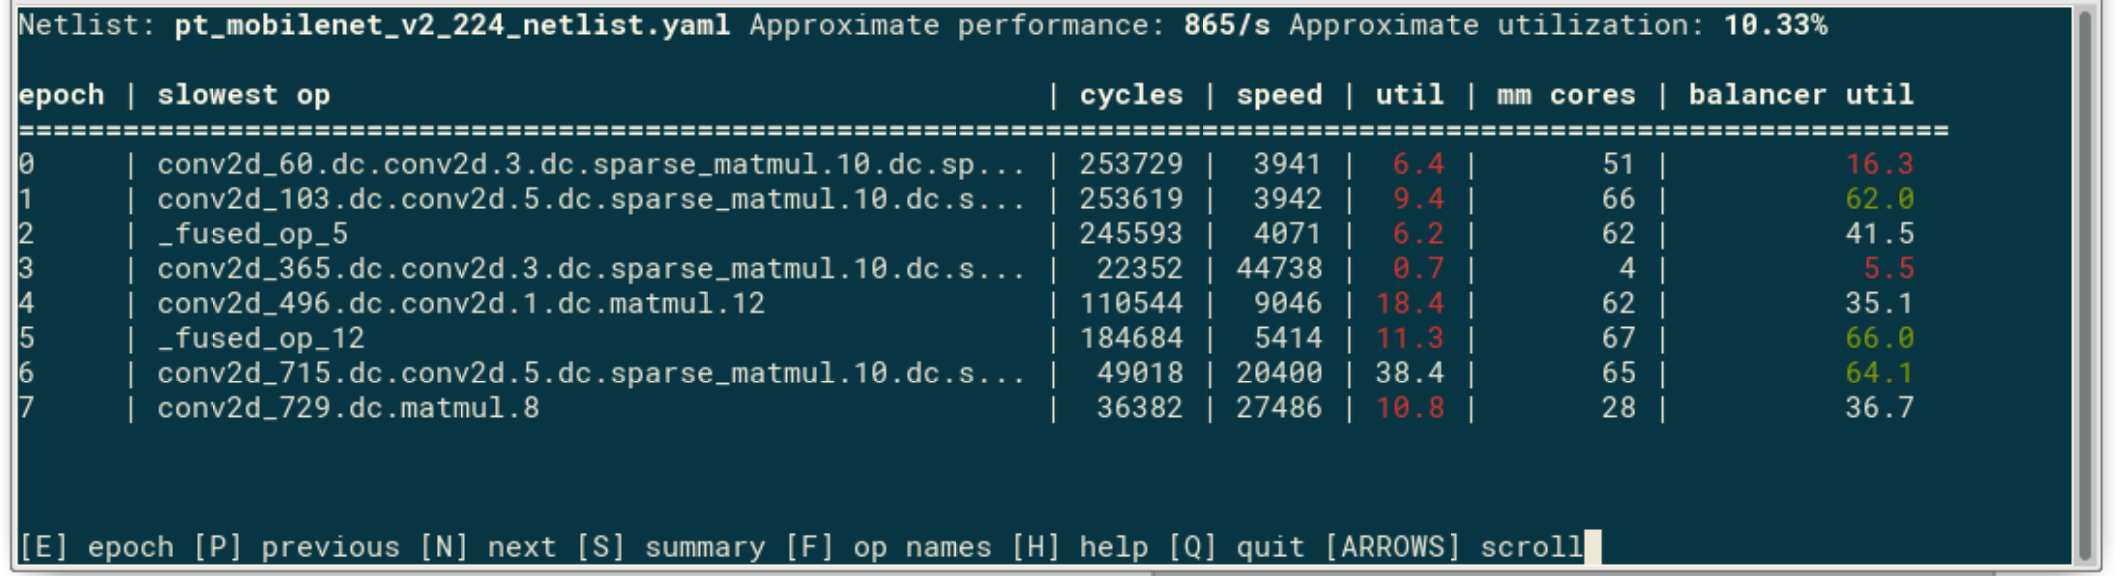 Netlist: pt_mobilenet_v2_224_netlist.yaml Approximate performance: 865/s Approximate utilization: 10.33%
epoch | slowest op | cycles | speed | util | mm cores | balancer util
===============================================================================================================
0 | conv2d_60.dc.conv2d.3.dc.sparse_matmul.10.dc.sp... | 253729 | 3941 | 6.4 | 51 | 16.3
1 | conv2d_103.dc.conv2d.5.dc.sparse_matmul.10.dc.s... | 253619 | 3942 | 9.4 | 66 | 62.0
2 | _fused_op_5 | 245593 | 4071 | 6.2 | 62 | 41.5
3 | conv2d_365.dc.conv2d.3.dc.sparse_matmul.10.dc.s... | 22352 | 44738 | 0.7 | 4 | 5.5
4 | conv2d_496.dc.conv2d.1.dc.matmul.12 | 110544 | 9046 | 18.4 | 62 | 35.1
5 | _fused_op_12 | 184684 | 5414 | 11.3 | 67 | 66.0
6 | conv2d_715.dc.conv2d.5.dc.sparse_matmul.10.dc.s... | 49018 | 20400 | 38.4 | 65 | 64.1
7 | conv2d_729.dc.matmul.8 | 36382 | 27486 | 10.8 | 28 | 36.7
[E] epoch [P] previous [N] next [S] summary [F] op names [H] help [Q] quit [ARROWS] scroll